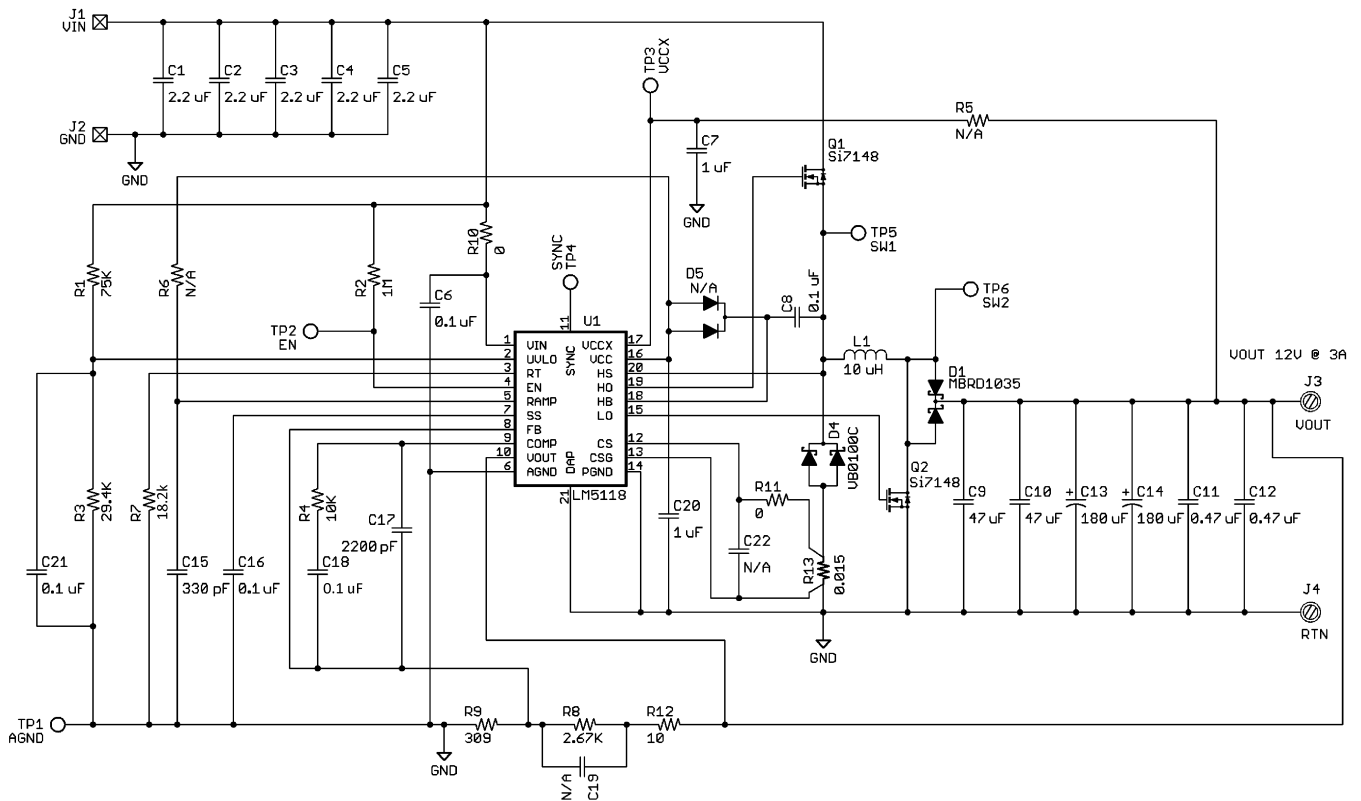 J1
VIN
C1
2.2 uF
C2
2.2 uF
C3
2.2 uF
C4
2.2 uF
C5
2.2 uF
J2
GND
GND
TP3
VCCX
C7
1 uF
GND
R5
N/A
Q1
Si7148
TP5
SW1
R1
75K
R6
N/A
R2
1M
R10
0
C6
0.1 uF
SYNC
TP4
D5
N/A
C8
0.1 uF
TP6
SW2
TP2
EN
U1
11
1
VIN
2
UVLO
3
RT
4
EN
5
RAMP
7
SS
8
FB
9
COMP
10
VOUT
6
AGND
SYNC
DAP
VCCX
17
VCC
16
HS
20
HO
19
HB
18
LO
15
CS
12
CSG
13
PGND
14
21
LM5118
L1
10 uH
D1
MBRD1035
VOUT 12V @ 3A
J3
VOUT
D4
VB0100C
Q2
Si7148
R3
29.4K
R7
18.2k
R4
10K
C17
2200 pF
C20
1 uF
R11
0
C22
N/A
R13
0.015
C9
47 uF
C10
47 uF
+
C13
180 uF
+
C14
180 uF
C11
0.47 uF
C12
0.47 uF
C21
0.1 uF
C15
330 pF
C16
0.1 uF
C18
0.1 uF
J4
RTN
GND
TP1
AGND
GND
R9
309
R8
2.67K
R12
10
N/A
C19